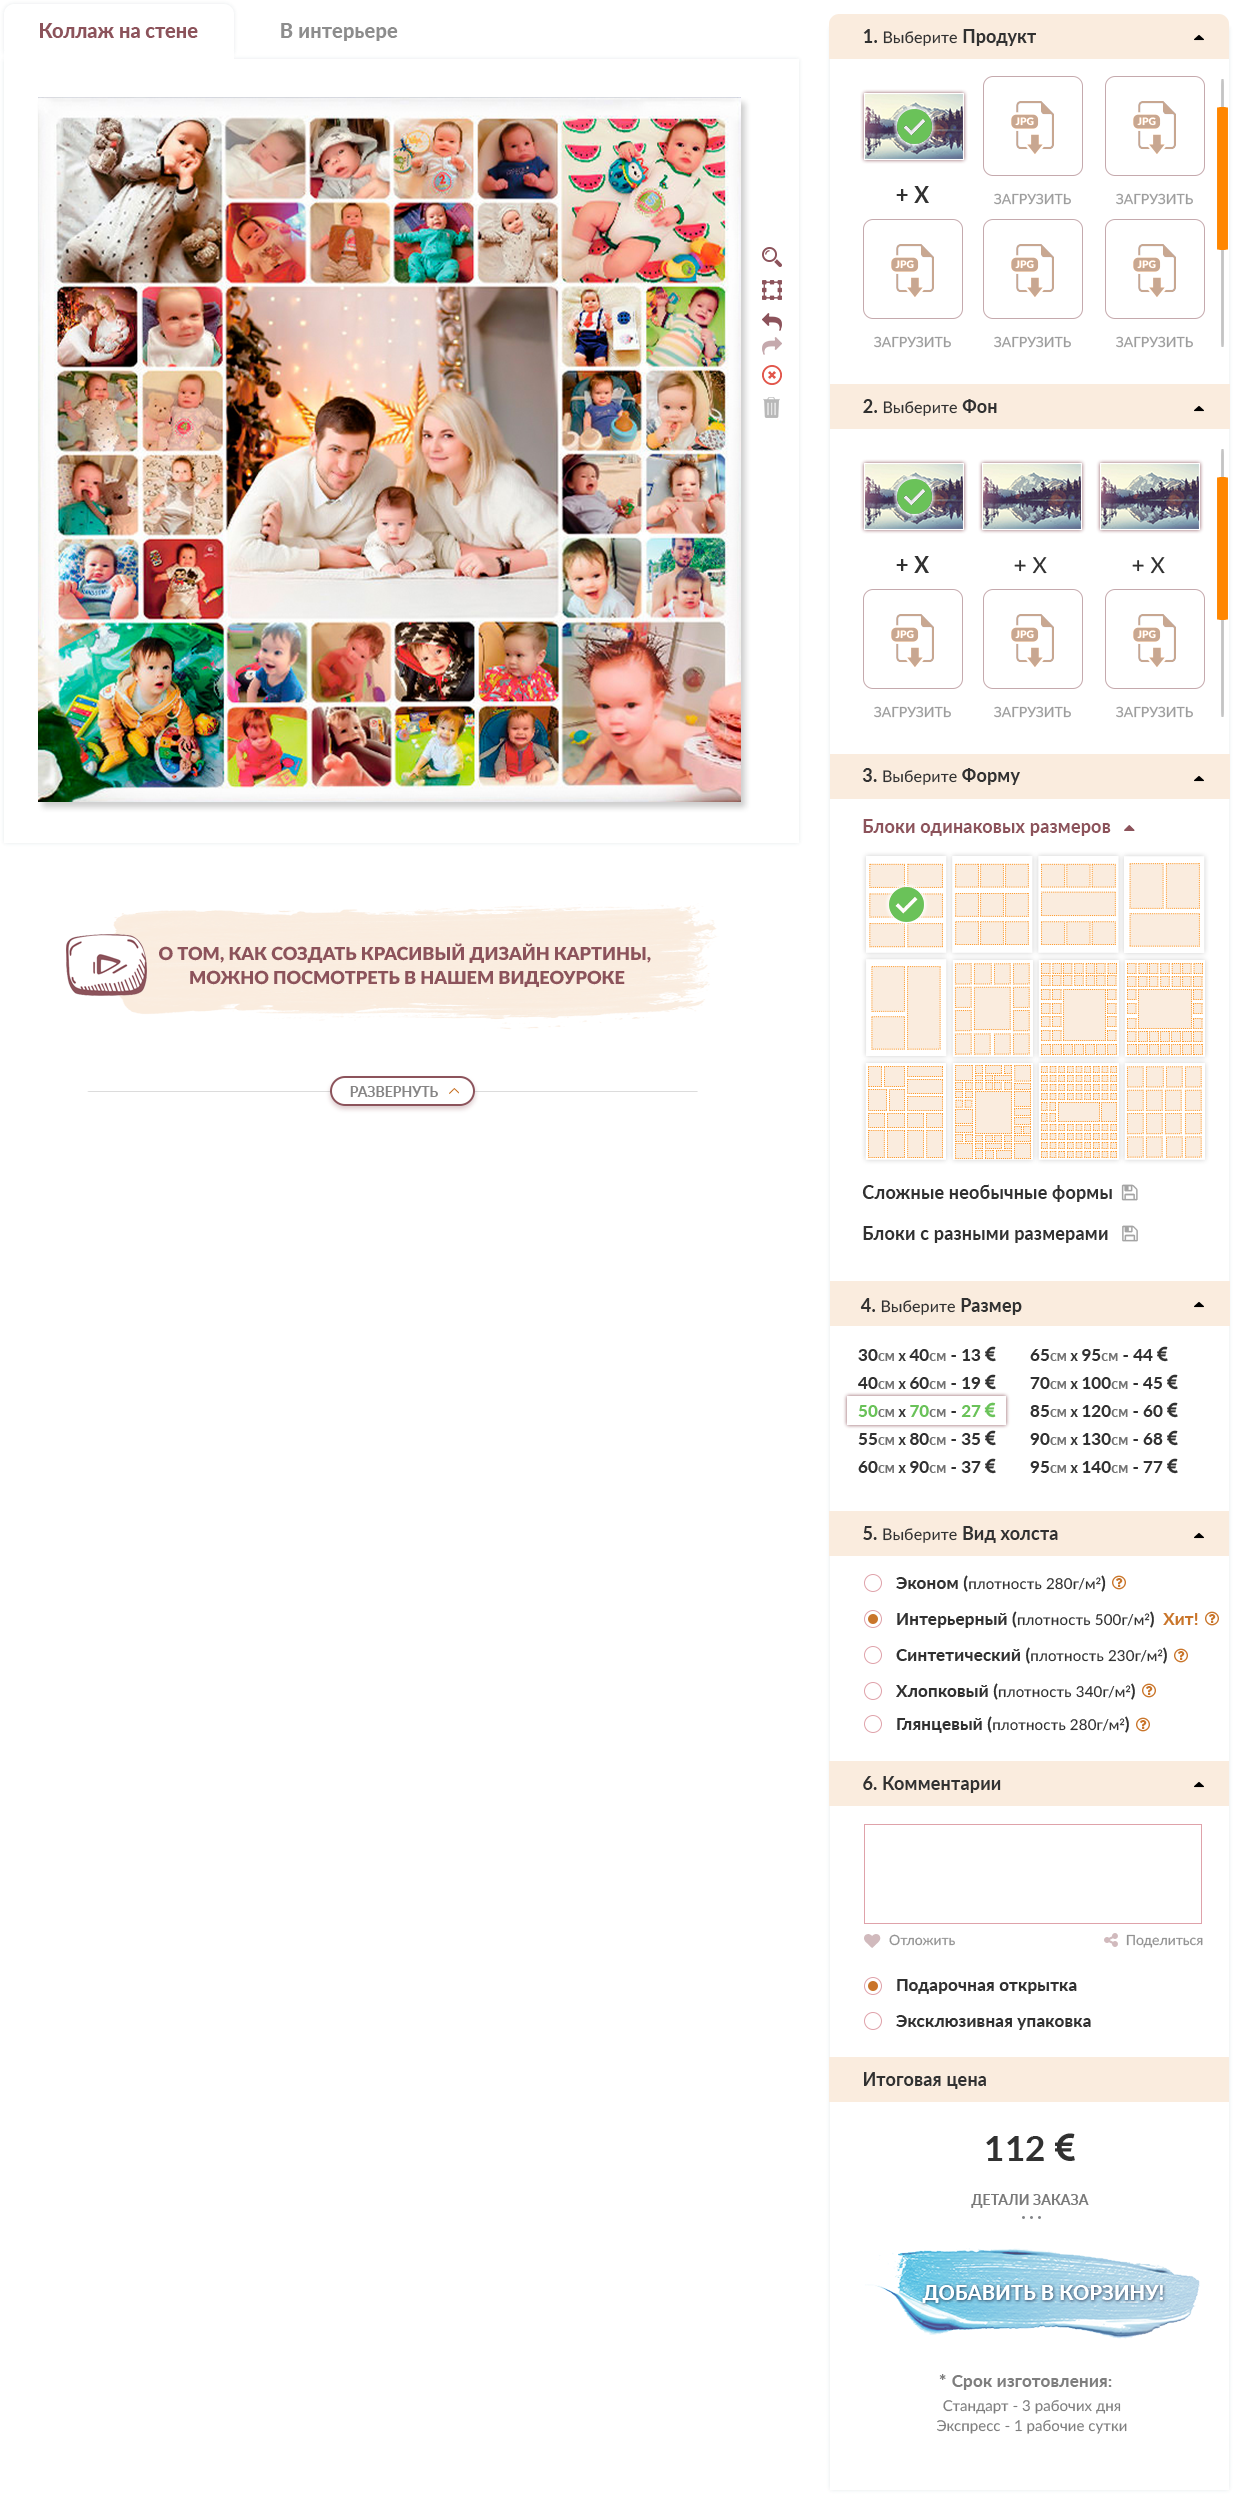 Коллаж на стене
В интерьере
О ТОМ, КАК СОЗДАТЬ КРАСИВЫЙ ДИЗАЙН КАРТИНЫ,
МОЖНО ПОСМОТРЕТЬ В НАШЕМ ВИДЕОУРОКЕ
РАЗВЕРНУТЬ
1. Выберите Продукт
JPG JPG
+ X ЗАГРУЗИТЬ ЗАГРУЗИТЬ
JPG JPG JPG
ЗАГРУЗИТЬ ЗАГРУЗИТЬ ЗАГРУЗИТЬ
2. Выберите Фон
+ X + X + X
JPG JPG JPG
ЗАГРУЗИТЬ ЗАГРУЗИТЬ ЗАГРУЗИТЬ
3. Выберите Форму
Блоки одинаковых размеров
Сложные необычные формы
Блоки с разными размерами
4. Выберите Размер
30см x 40см - 13 € 65см x 95см - 44 €
40см x 60см - 19 € 70см x 100см - 45 €
50см x 70см - 27 € 85см x 120см - 60 €
55см x 80см - 35 € 90см x 130см - 68 €
60см x 90см - 37 € 95см x 140см - 77 €
5. Выберите Вид холста
Эконом (плотность 280г/м²) ?
Интерьерный (плотность 500г/м²) Хит! ?
Синтетический (плотность 230г/м²) ?
Хлопковый (плотность 340г/м²) ?
Глянцевый (плотность 280г/м²) ?
6. Комментарии
Отложить Поделиться
Подарочная открытка
Эксклюзивная упаковка
Итоговая цена
112 €
ДЕТАЛИ ЗАКАЗА
...
ДОБАВИТЬ В КОРЗИНУ!
* Срок изготовления:
Стандарт - 3 рабочих дня
Экспресс - 1 рабочие сутки